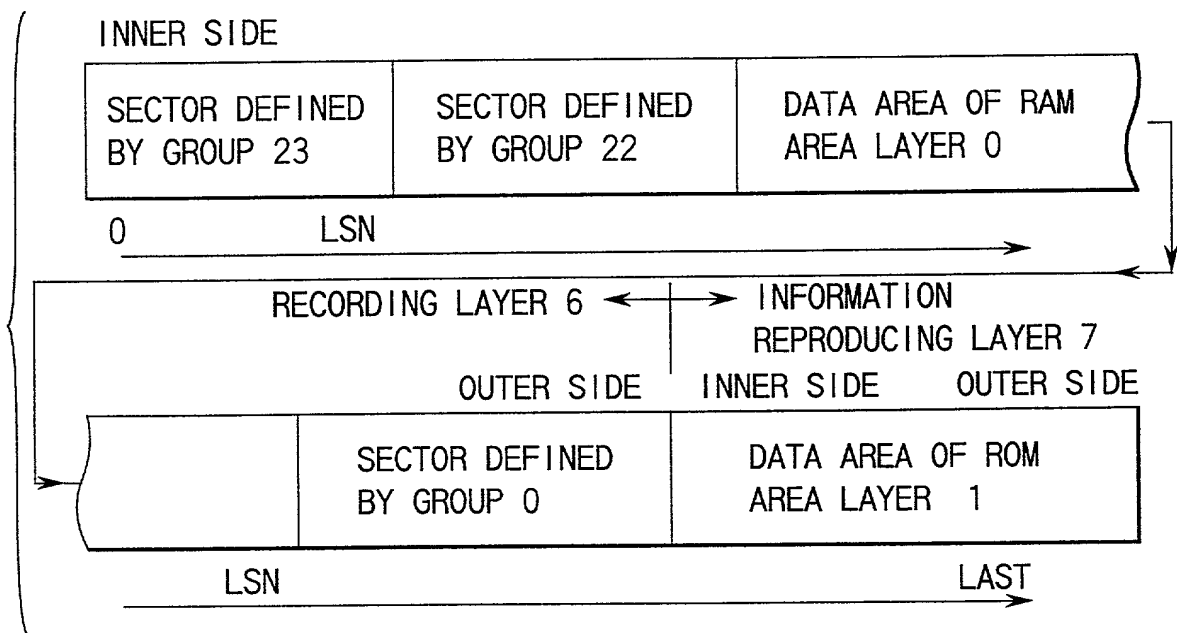 INNER SIDE
SECTOR DEFINED
BY GROUP 23
SECTOR DEFINED
BY GROUP 22
DATA AREA OF RAM
AREA LAYER 0
0
LSN
RECORDING LAYER 6
INFORMATION
REPRODUCING LAYER 7
OUTER SIDE
INNER SIDE
OUTER SIDE
SECTOR DEFINED
BY GROUP 0
DATA AREA OF ROM
AREA LAYER 1
LSN
LAST